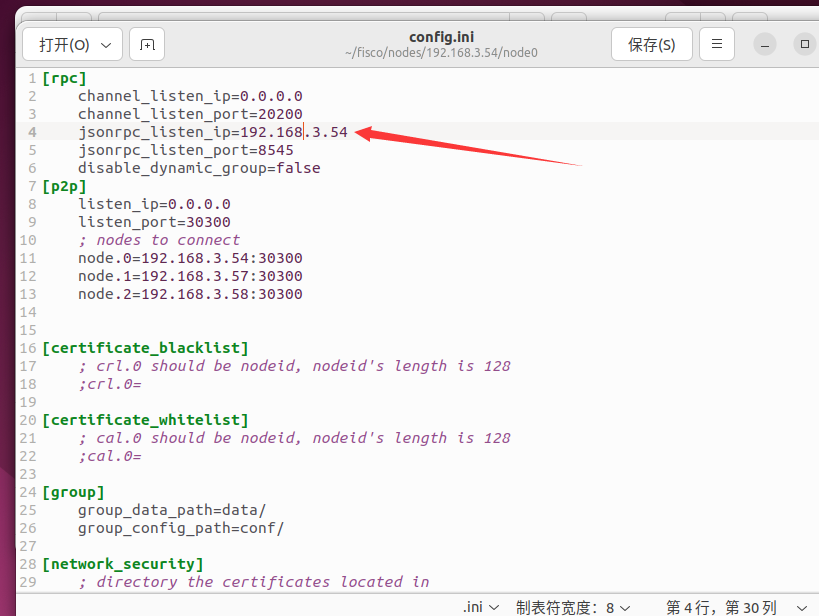 打开(O)
config.ini
~/fisco/nodes/192.168.3.54/node0
保存(S)
1 [rpc]
2 channel_listen_ip=0.0.0.0
3 channel_listen_port=20200
4 jsonrpc_listen_ip=192.168.3.54
5 jsonrpc_listen_port=8545
6 disable_dynamic_group=false
7 [p2p]
8 listen_ip=0.0.0.0
9 listen_port=30300
10 ; nodes to connect
11 node.0=192.168.3.54:30300
12 node.1=192.168.3.57:30300
13 node.2=192.168.3.58:30300
14
15
16 [certificate_blacklist]
17 ; crl.0 should be nodeid, nodeid's length is 128
18 ;crl.0=
19
20 [certificate_whitelist]
21 ; cal.0 should be nodeid, nodeid's length is 128
22 ;cal.0=
23
24 [group]
25 group_data_path=data/
26 group_config_path=conf/
27
28 [network_security]
29 ; directory the certificates located in
.ini 制表符宽度：8 第 4 行，第 30 列